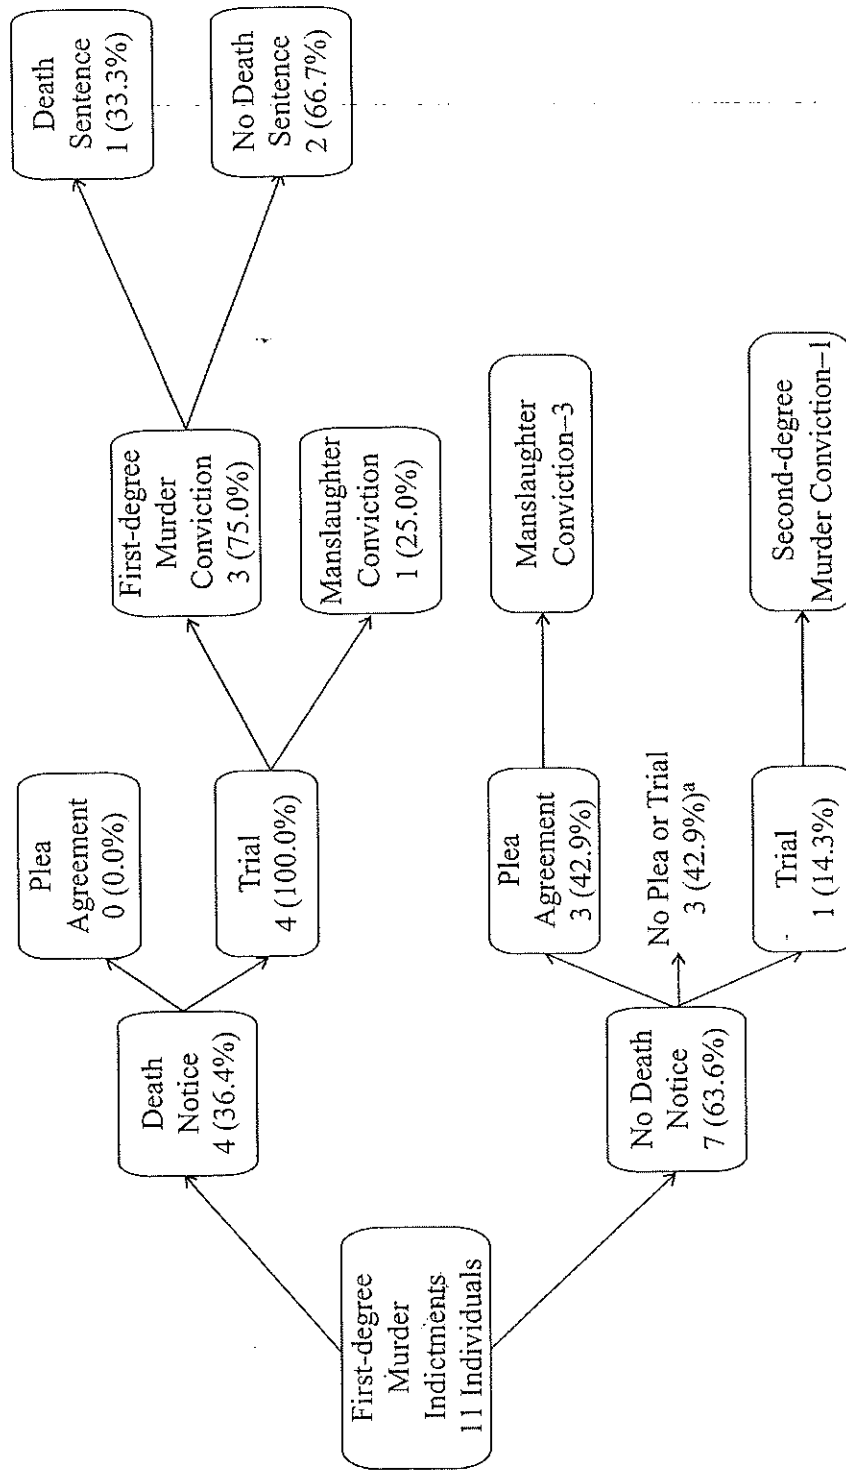 First-degree
Murder
Indictments
11 Individuals
Death
Notice
4 (36.4%)
Plea
Agreement
0 (0.0%)
Trial
4 (100.0%)
First-degree
Murder
Conviction
3 (75.0%)
Manslaughter
Conviction
1 (25.0%)
Death
Sentence
1 (33.3%)
No Death
Sentence
2 (66.7%)
No Death
Notice
7 (63.6%)
Plea
Agreement
3 (42.9%)
No Plea or Trial
3 (42.9%)ᵃ
Trial
1 (14.3%)
Manslaughter
Conviction–3
Second-degree
Murder Conviction–1